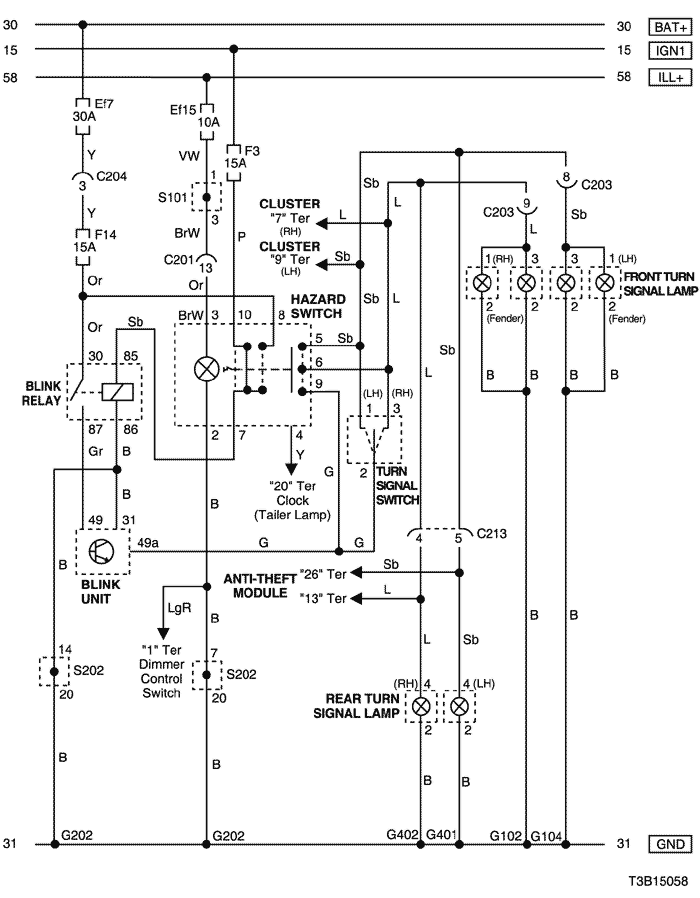 30 30 BAT+
15 15 IGN1
58 58 ILL+
Ef7
30A
Ef15
10A
F3
15A
Y
C204
3
Y
F14
15A
Or
Or
VW
1
S101
3
BrW
C201
13
Or
P
Sb
CLUSTER
"7" Ter
(RH)
L
L
CLUSTER
"9" Ter
(LH)
Sb
Sb
L
8
C203
Sb
9
C203
L
1 (RH)
3
3
1 (LH)
FRONT TURN
SIGNAL LAMP
2
(Fender)
2
2
2
(Fender)
B
B
HAZARD
SWITCH
BrW 3 10 8
5 Sb
6
9
2 7 4
Y
"20" Ter
Clock
(Tailer Lamp)
G
Sb
30 85
BLINK
RELAY
87 86
Gr B
B
49 31
49a
BLINK
UNIT
G
G
(LH) (RH)
1 3
2
TURN
SIGNAL
SWITCH
L
Sb
4 5
C213
B
B
LgR
B
"1" Ter
Dimmer
Control
Switch
ANTI-THEFT
MODULE
"26" Ter
Sb
"13" Ter
L
B
B
14
S202
20
7
S202
20
L
Sb
(RH) 4
4 (LH)
REAR TURN
SIGNAL LAMP
2
2
B
B
B
B
31 G202 G202 G402 G401 G102 G104 31 GND
T3B15058